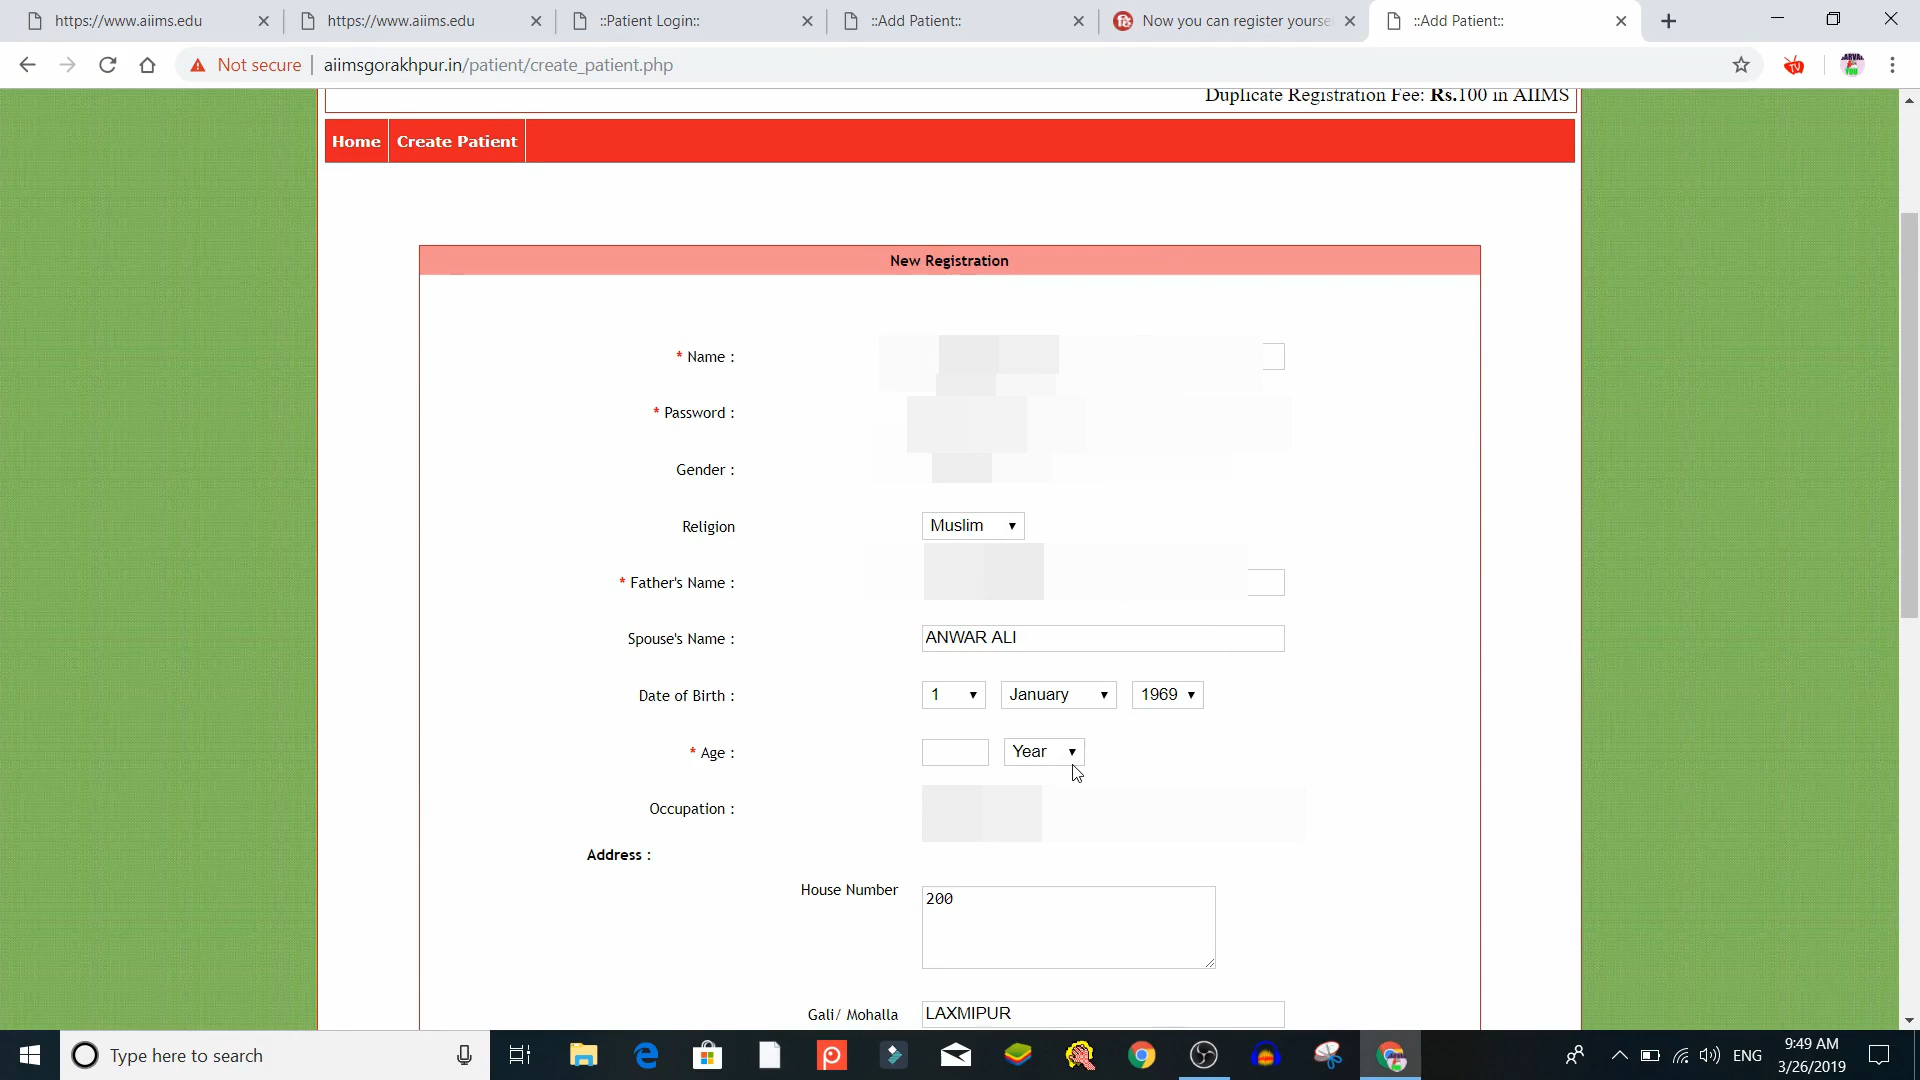 https://www.aiims.edu
https://www.aiims.edu
::Patient Login::
::Add Patient::
Now you can register yourse
::Add Patient::
Not secure
aiimsgorakhpur.in/patient/create_patient.php
Duplicate Registration Fee: Rs.100 in AIIMS
Home
Create Patient
New Registration
* Name :
* Password :
Gender :
Religion Muslim
* Father's Name :
Spouse's Name : ANWAR ALI
Date of Birth : 1 January 1969
* Age : Year
Occupation :
Address :
House Number 200
Gali/ Mohalla LAXMIPUR
Type here to search
ENG
9:49 AM
3/26/2019